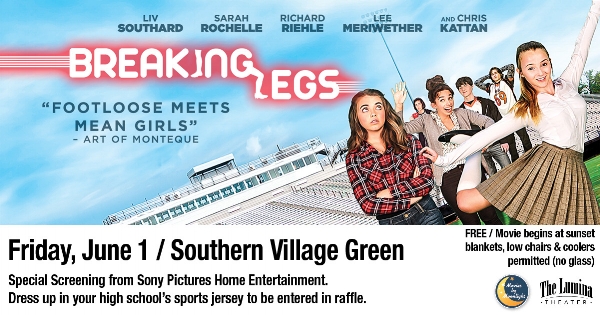 LIV SOUTHARD
SARAH ROCHELLE
RICHARD RIEHLE
LEE MERIWETHER
AND CHRIS KATTAN
BREAKING LEGS
“FOOTLOOSE MEETS
MEAN GIRLS”
– ART OF MONTEQUE
Friday, June 1 / Southern Village Green
Special Screening from Sony Pictures Home Entertainment.
Dress up in your high school's sports jersey to be entered in raffle.
FREE / Movie begins at sunset
blankets, low chairs & coolers
permitted (no glass)
Movies
by
Moonlight
The Lumina
THEATER